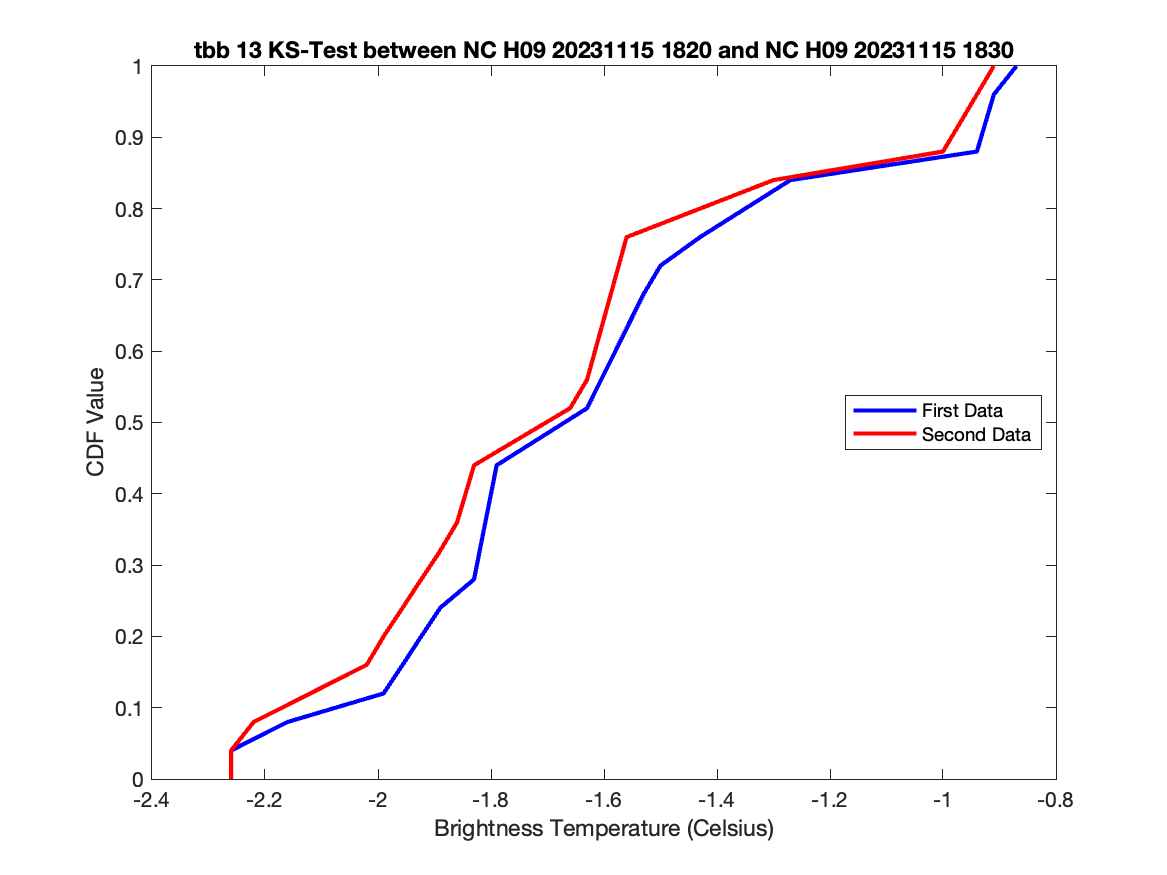 tbb 13 KS-Test between NC H09 20231115 1820 and NC H09 20231115 1830
1
0.9
0.8
0.7
0.6
0.5
0.4
0.3
0.2
0.1
0
CDF Value
First Data
Second Data
-2.4 -2.2 -2 -1.8 -1.6 -1.4 -1.2 -1 -0.8
Brightness Temperature (Celsius)